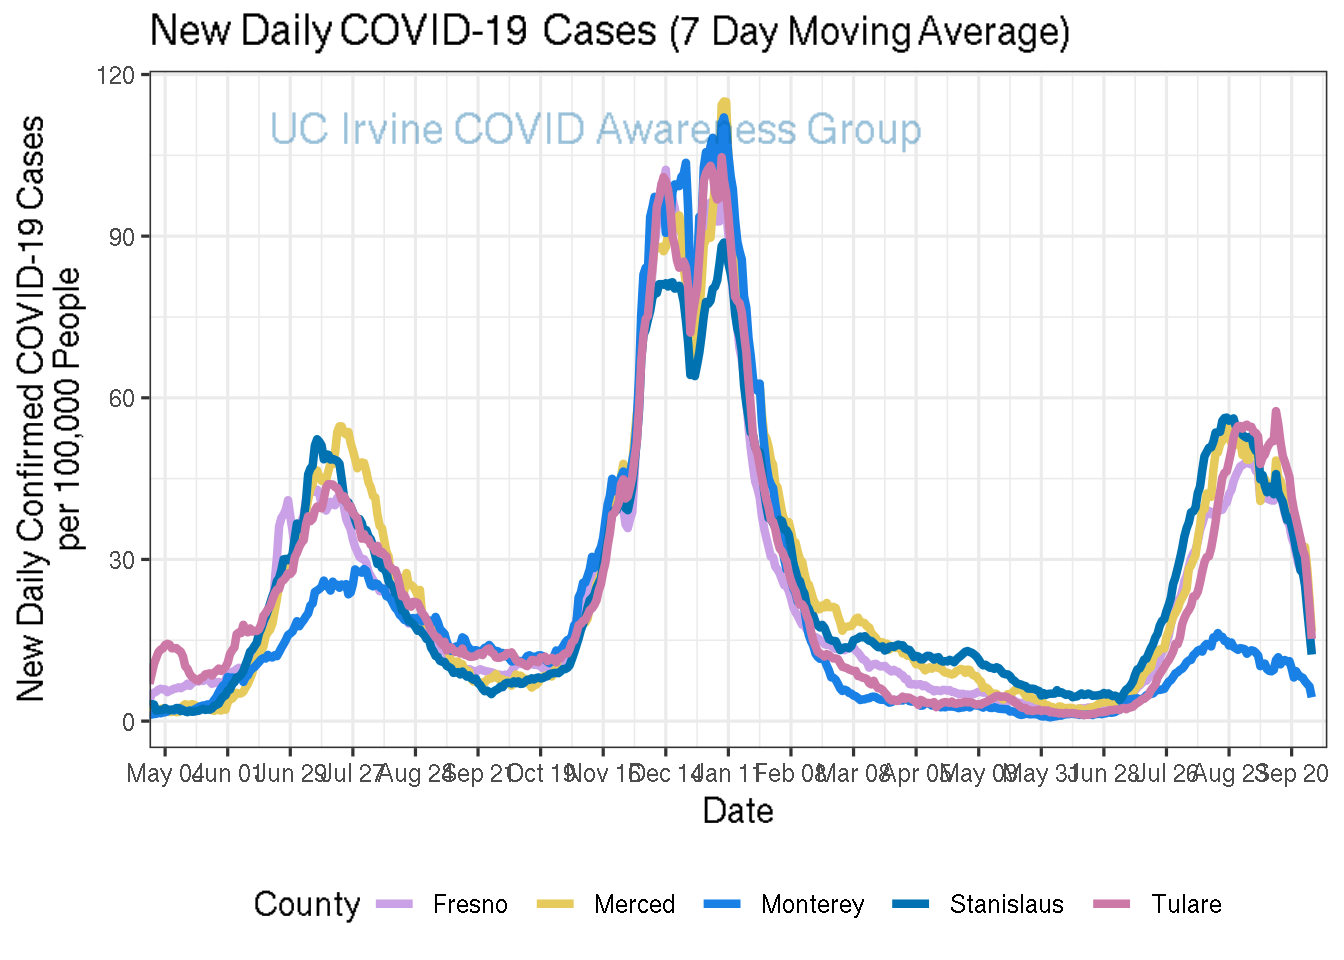 New Daily COVID-19 Cases (7 Day Moving Average)
UC Irvine COVID Awareness Group
New Daily Confirmed COVID-19 Cases
per 100,000 People
120
90
60
30
0
May 04 Jun 01 Jun 29 Jul 27 Aug 24 Sep 21 Oct 19 Nov 16 Dec 14 Jan 11 Feb 08 Mar 08 Apr 05 May 03 May 31 Jun 28 Jul 26 Aug 23 Sep 20
Date
County Fresno Merced Monterey Stanislaus Tulare